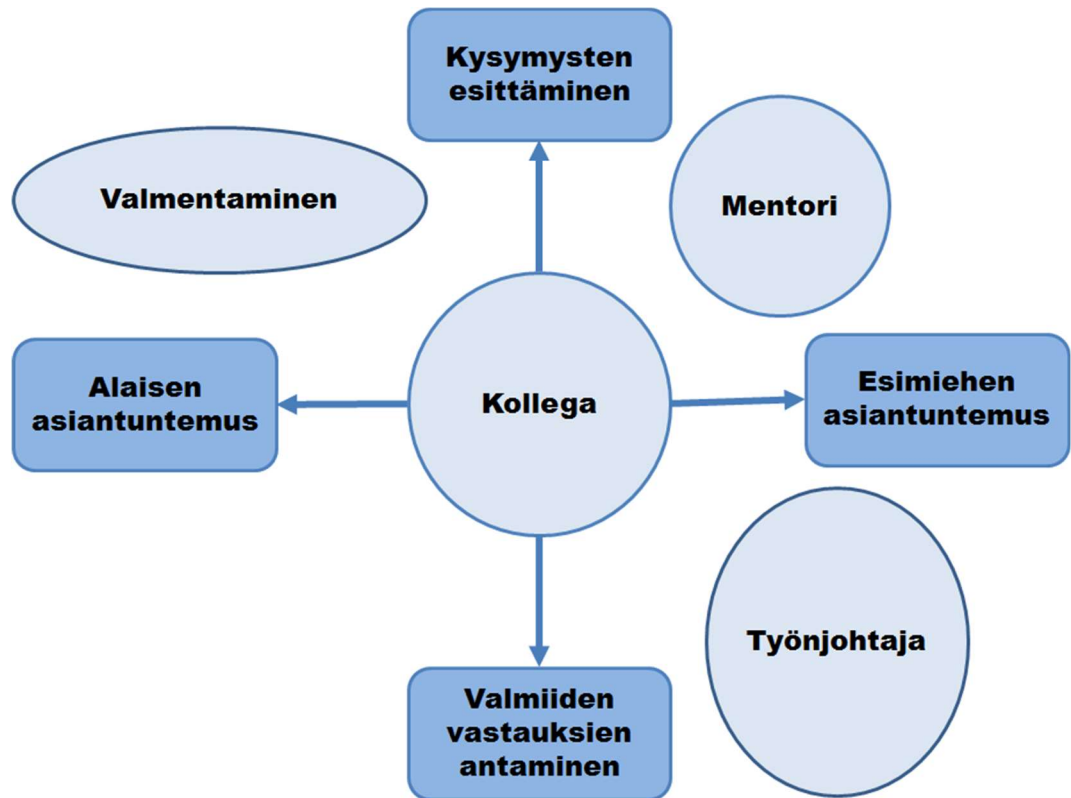 Kysymysten
esittäminen
Valmentaminen
Mentori
Alaisen
asiantuntemus
Kollega
Esimiehen
asiantuntemus
Työnjohtaja
Valmiiden
vastauksien
antaminen